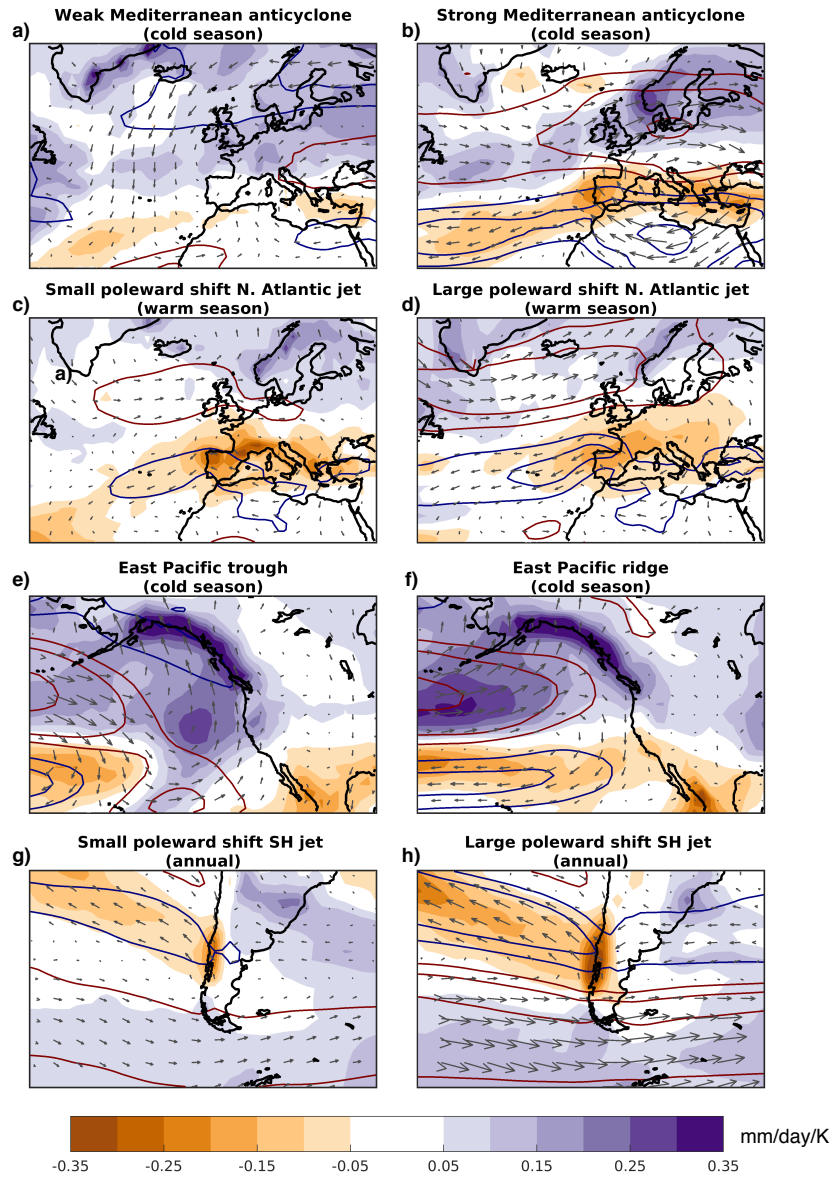 a)
Weak Mediterranean anticyclone
(cold season)
b)
Strong Mediterranean anticyclone
(cold season)
c)
Small poleward shift N. Atlantic jet
(warm season)
a)
d)
Large poleward shift N. Atlantic jet
(warm season)
e)
East Pacific trough
(cold season)
f)
East Pacific ridge
(cold season)
g)
Small poleward shift SH jet
(annual)
h)
Large poleward shift SH jet
(annual)
mm/day/K
-0.35 -0.25 -0.15 -0.05 0.05 0.15 0.25 0.35